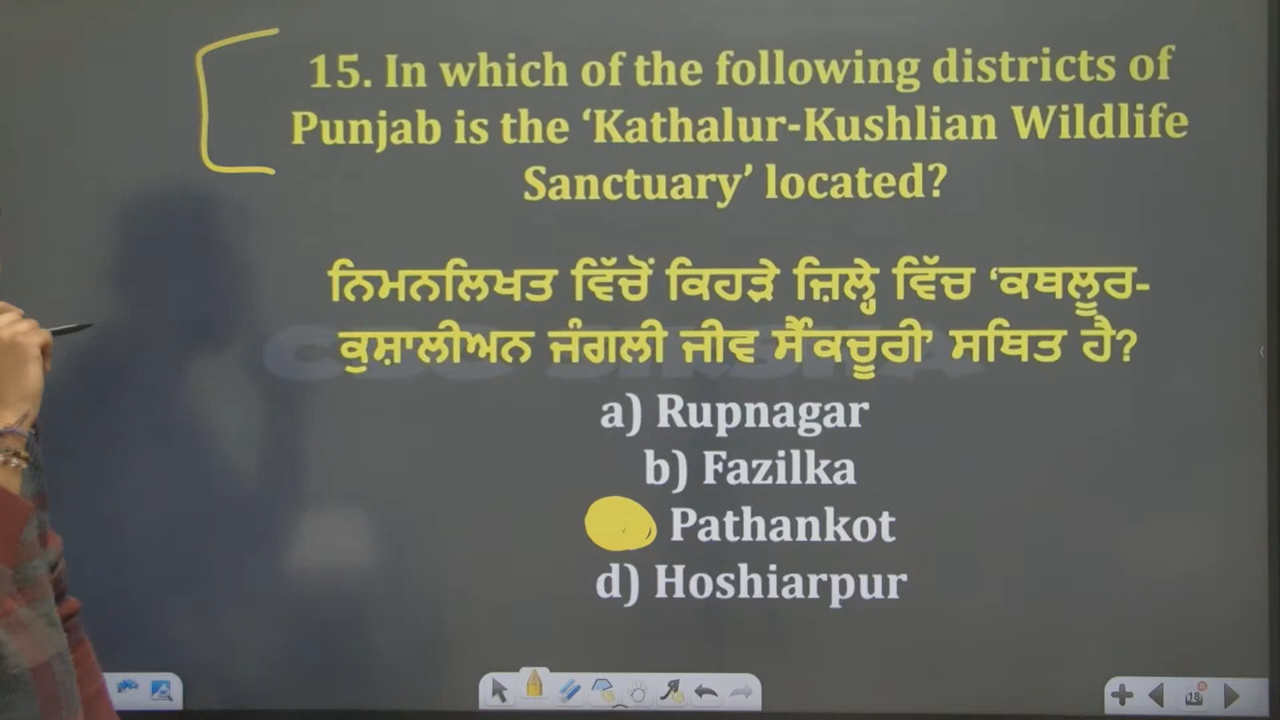 15. In which of the following districts of
Punjab is the ‘Kathalur-Kushlian Wildlife
Sanctuary’ located?
ਨਿਮਨਲਿਖਤ ਵਿੱਚੋਂ ਕਿਹੜੇ ਜ਼ਿਲ੍ਹੇ ਵਿੱਚ ‘ਕਥਲੂਰ-
ਕੁਸ਼ਾਲੀਅਨ ਜੰਗਲੀ ਜੀਵ ਸੈਂਕਚੂਰੀ’ ਸਥਿਤ ਹੈ?
a) Rupnagar
b) Fazilka
Pathankot
d) Hoshiarpur
18